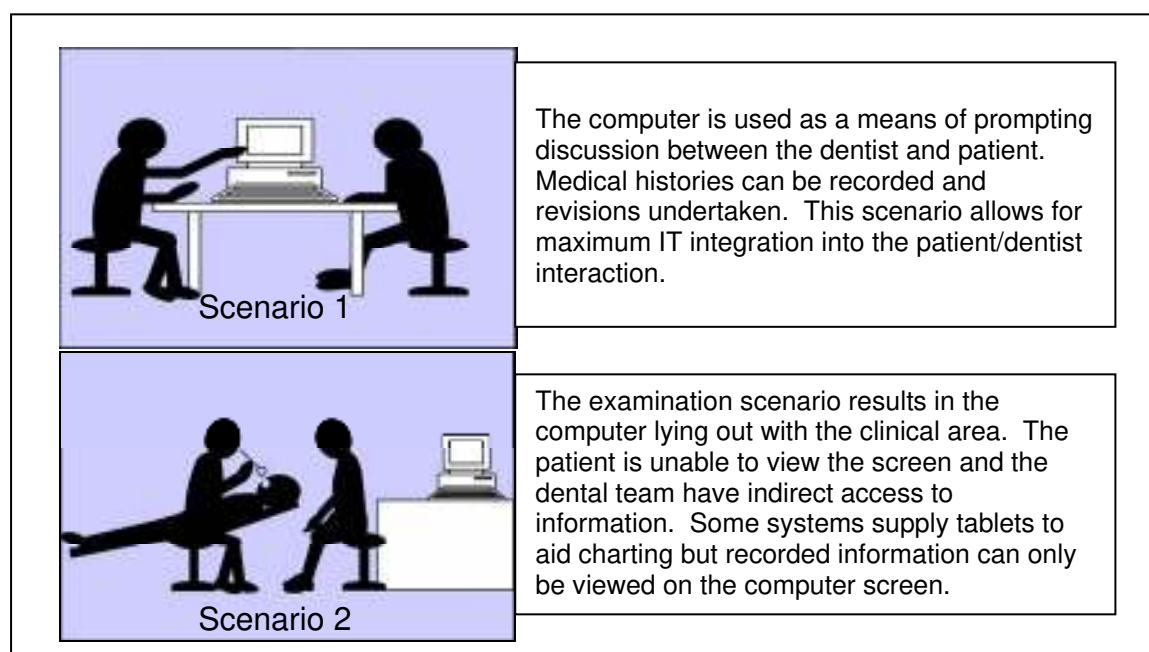 The computer is used as a means of prompting
discussion between the dentist and patient.
Medical histories can be recorded and
revisions undertaken.  This scenario allows for
maximum IT integration into the patient/dentist
interaction.
Scenario 1
The examination scenario results in the
computer lying out with the clinical area.  The
patient is unable to view the screen and the
dental team have indirect access to
information.  Some systems supply tablets to
aid charting but recorded information can only
be viewed on the computer screen.
Scenario 2